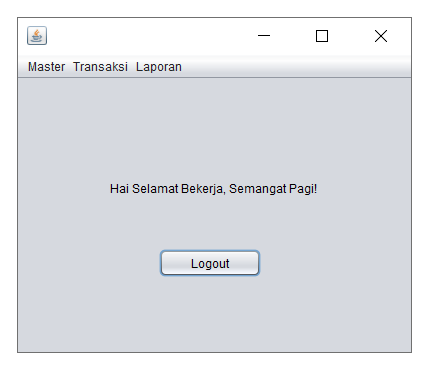 Master Transaksi Laporan
Hai Selamat Bekerja, Semangat Pagi!
Logout